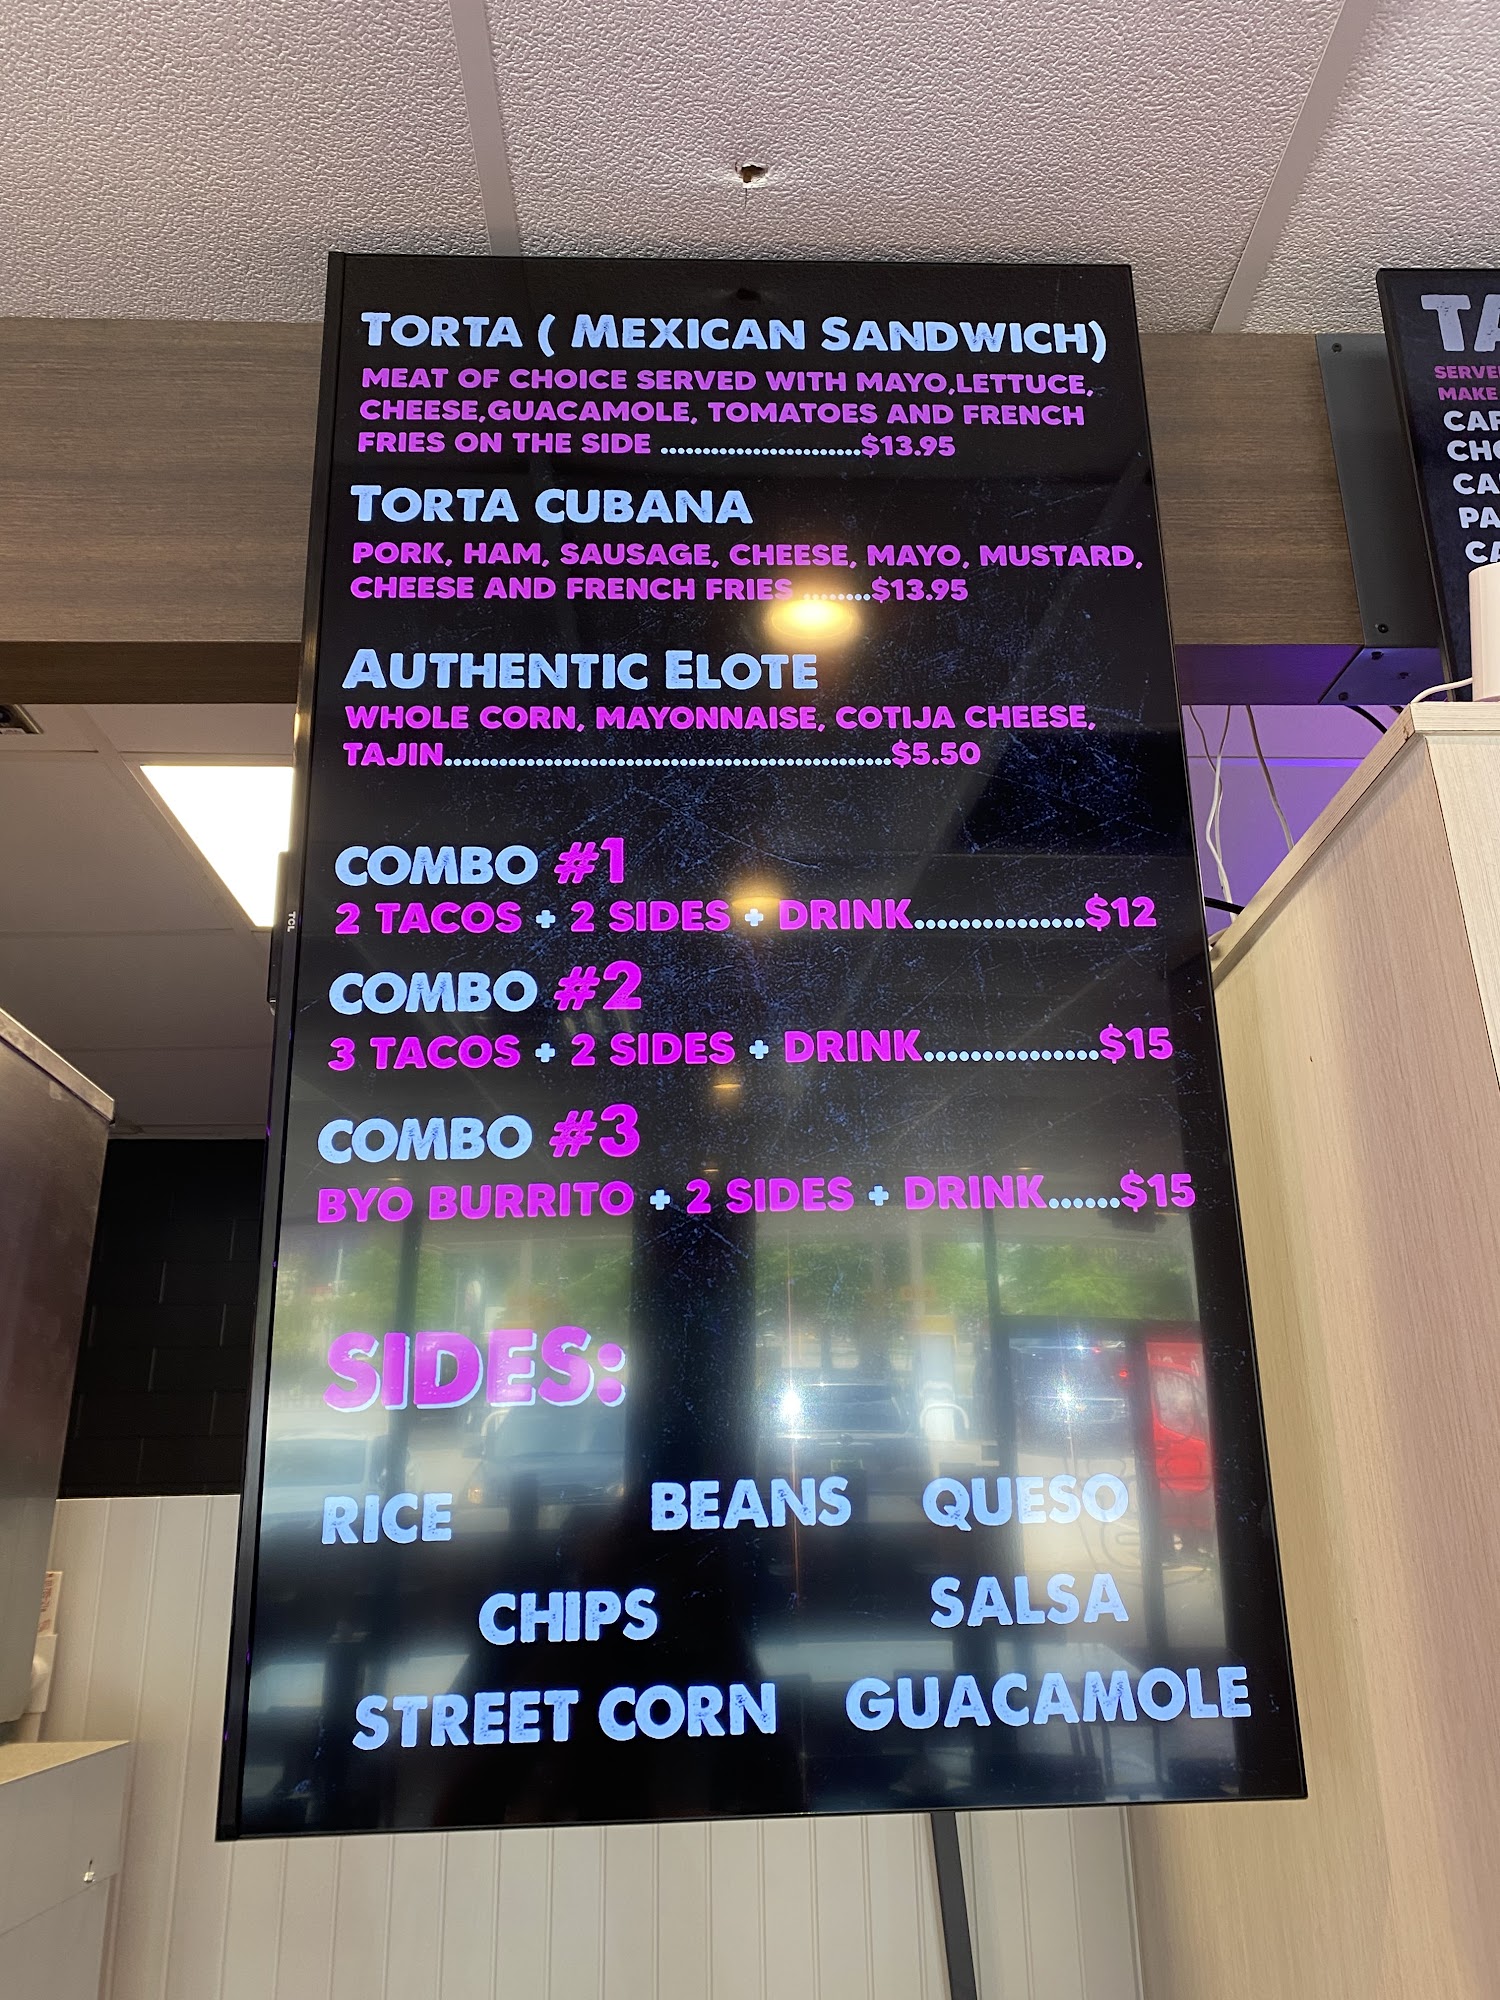 TORTA ( MEXICAN SANDWICH)
MEAT OF CHOICE SERVED WITH MAYO,LETTUCE,
CHEESE,GUACAMOLE, TOMATOES AND FRENCH
FRIES ON THE SIDE ........................$13.95
TORTA CUBANA
PORK, HAM, SAUSAGE, CHEESE, MAYO, MUSTARD,
CHEESE AND FRENCH FRIES ........$13.95
AUTHENTIC ELOTE
WHOLE CORN, MAYONNAISE, COTIJA CHEESE,
TAJIN.....................................................$5.50
COMBO #1
2 TACOS + 2 SIDES + DRINK...............$12
COMBO #2
3 TACOS + 2 SIDES + DRINK...............$15
COMBO #3
BYO BURRITO + 2 SIDES + DRINK......$15
SIDES:
RICE BEANS QUESO
CHIPS SALSA
STREET CORN GUACAMOLE
TCL
MAKE